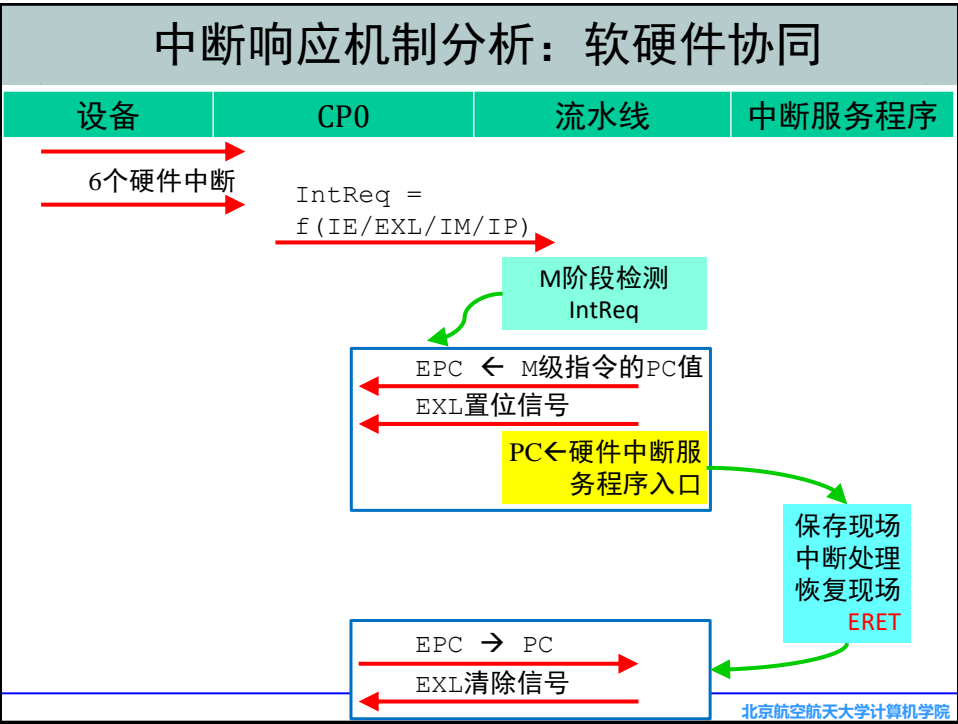 中断响应机制分析：软硬件协同
设备
CP0
流水线
中断服务程序
6个硬件中断
IntReq =
f(IE/EXL/IM/IP)
M阶段检测
IntReq
EPC ← M级指令的PC值
EXL置位信号
PC←硬件中断服
务程序入口
保存现场
中断处理
恢复现场
ERET
EPC → PC
EXL清除信号
北京航空航天大学计算机学院